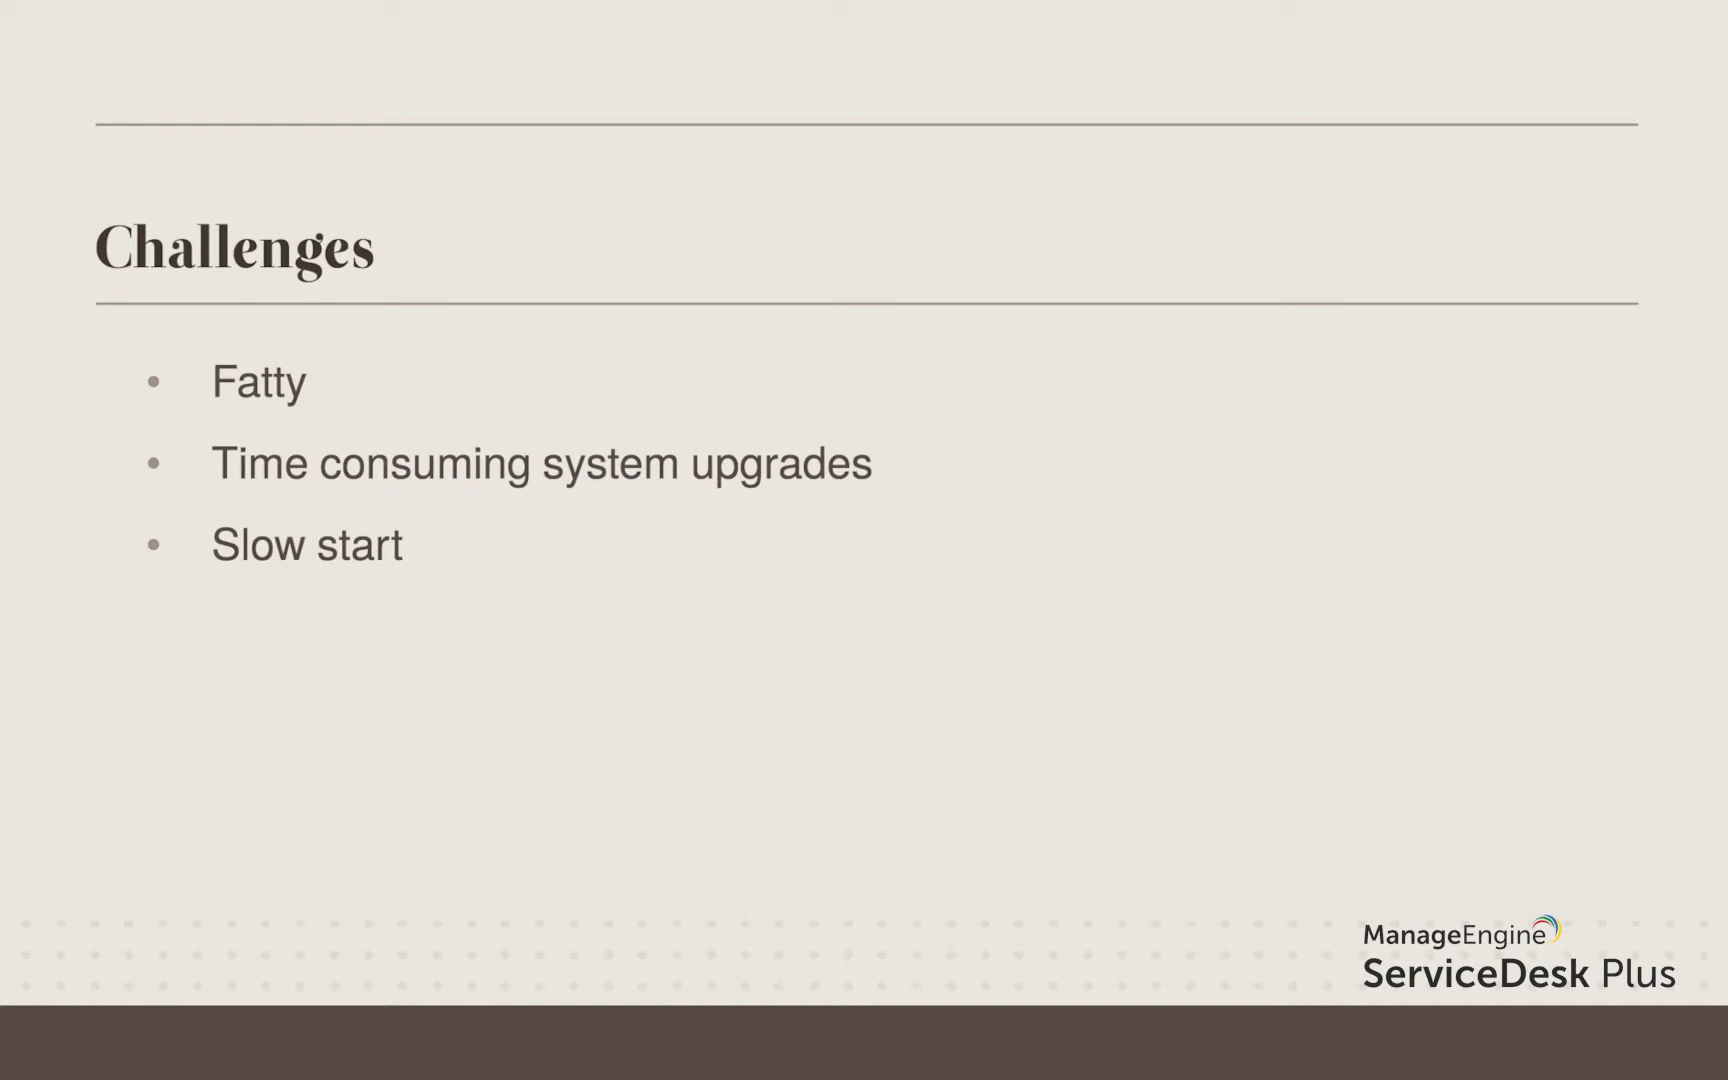 Challenges
• Fatty
• Time consuming system upgrades
• Slow start
ManageEngine
ServiceDesk Plus